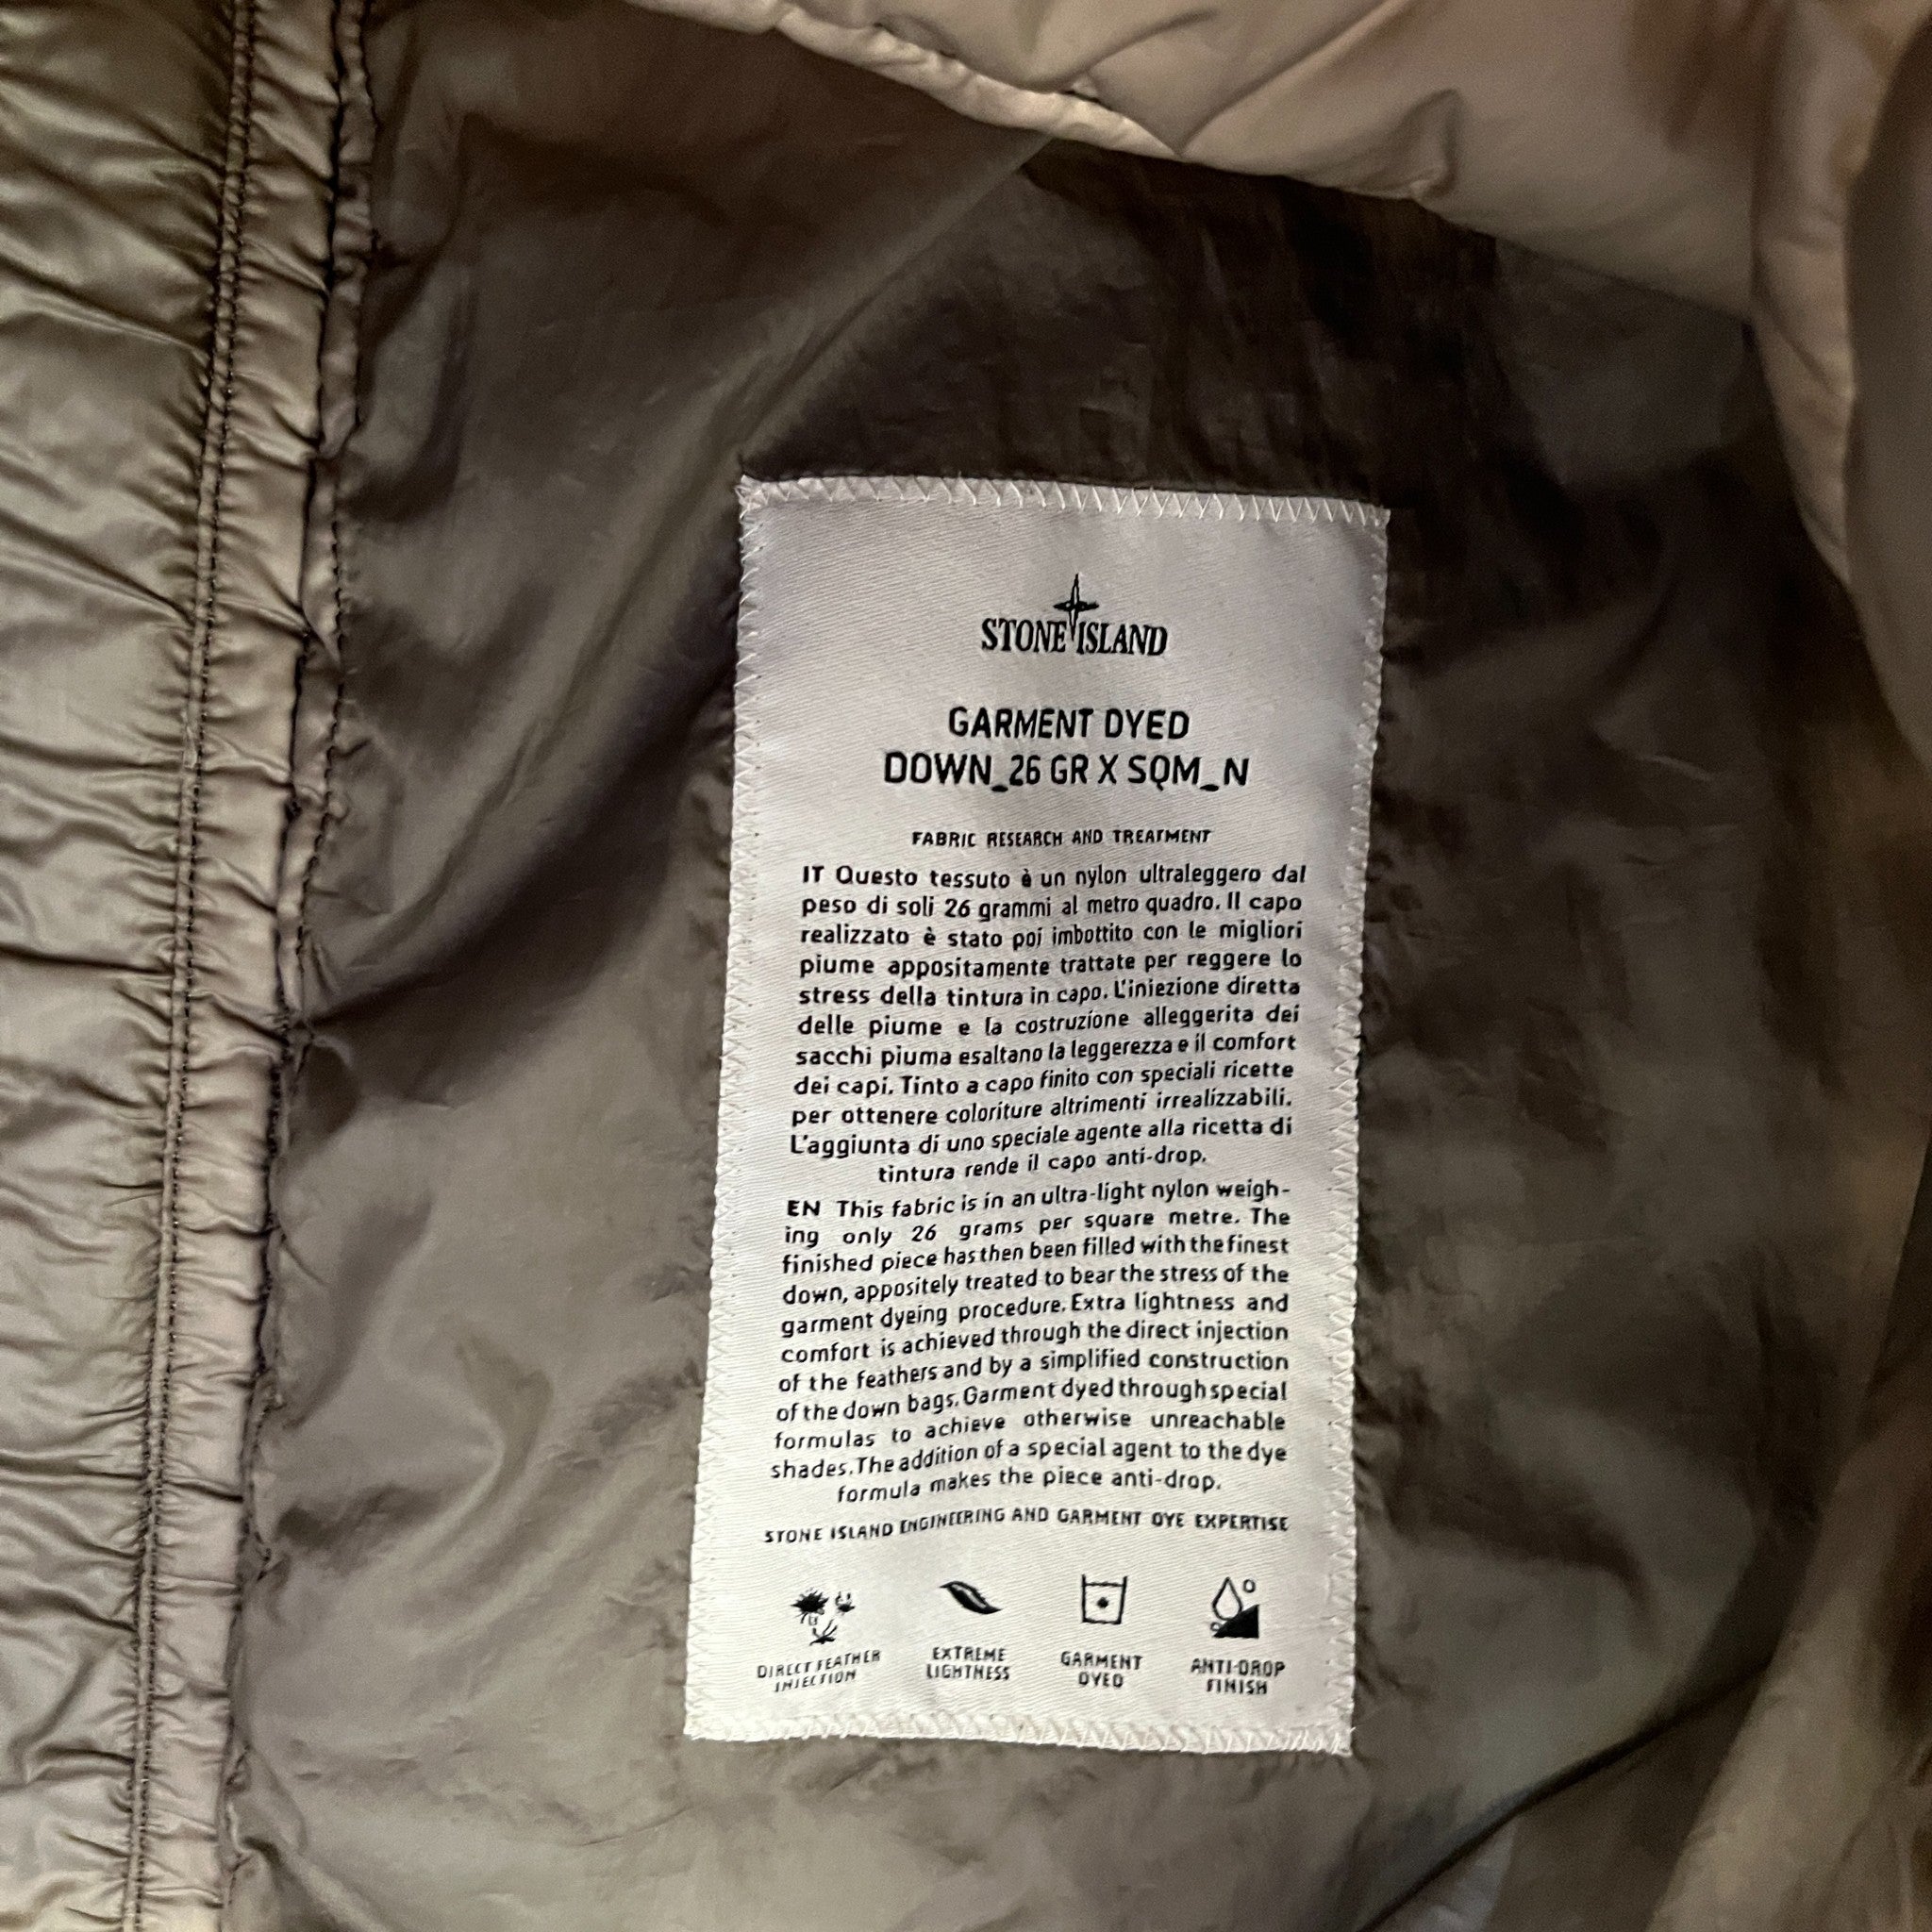 STONE ISLAND
GARMENT DYED
DOWN_26 GR X SQM_N
FABRIC RESEARCH AND TREATMENT
IT Questo tessuto è un nylon ultraleggero dal
peso di soli 26 grammi al metro quadro. Il capo
realizzato è stato poi imbottito con le migliori
piume appositamente trattate per reggere lo
stress della tintura in capo. L'iniezione diretta
delle piume e la costruzione alleggerita dei
sacchi piuma esaltano la leggerezza e il comfort
dei capi. Tinto a capo finito con speciali ricette
per ottenere coloriture altrimenti irrealizzabili.
L'aggiunta di uno speciale agente alla ricetta di
tintura rende il capo anti-drop.
EN This fabric is in an ultra-light nylon weigh-
ing only 26 grams per square metre. The
finished piece has then been filled with the finest
down, appositely treated to bear the stress of the
garment dyeing procedure. Extra lightness and
comfort is achieved through the direct injection
of the feathers and by a simplified construction
of the down bags. Garment dyed through special
formulas to achieve otherwise unreachable
shades. The addition of a special agent to the dye
formula makes the piece anti-drop.
STONE ISLAND ENGINEERING AND GARMENT DYE EXPERTISE
DIRECT FEATHER
INJECTION
EXTREME
LIGHTNESS
GARMENT
DYED
ANTI-DROP
FINISH